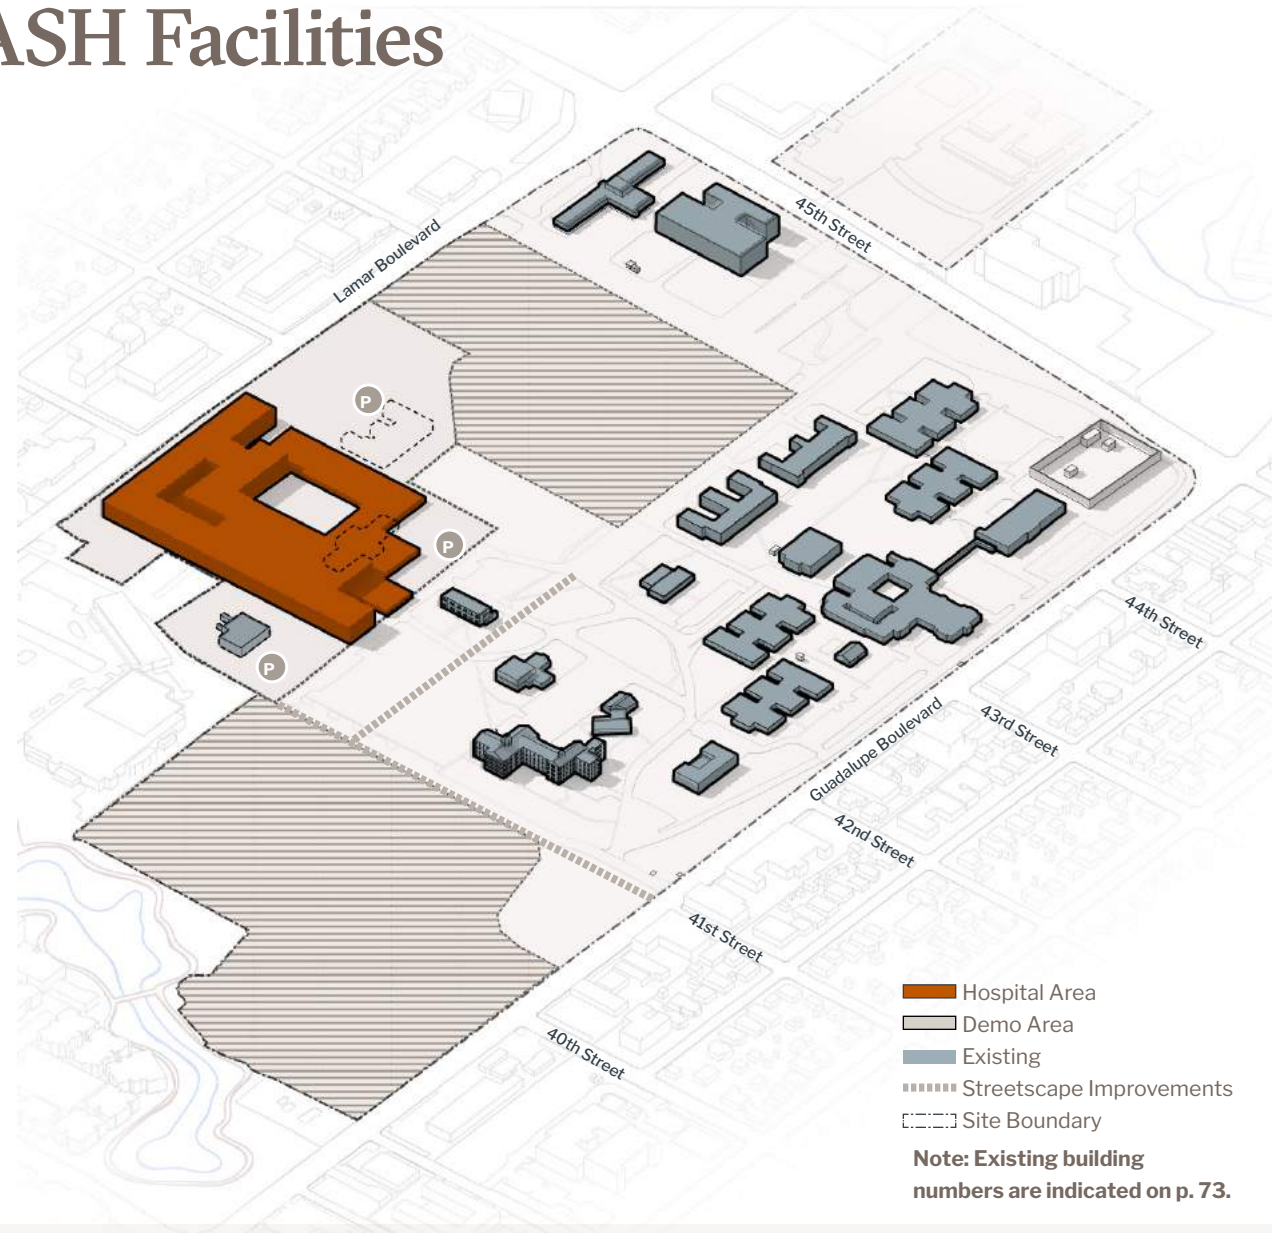 ASH Facilities
45th Street
Lamar Boulevard
P
P
P
44th Street
43rd Street
Guadalupe Boulevard
42nd Street
41st Street
40th Street
Hospital Area
Demo Area
Existing
Streetscape Improvements
Site Boundary
Note: Existing building
numbers are indicated on p. 73.